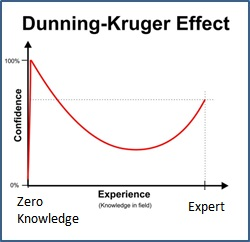 Dunning-Kruger Effect
100%
Confidence
0%
Experience
(Knowledge in field)
Zero
Knowledge
Expert